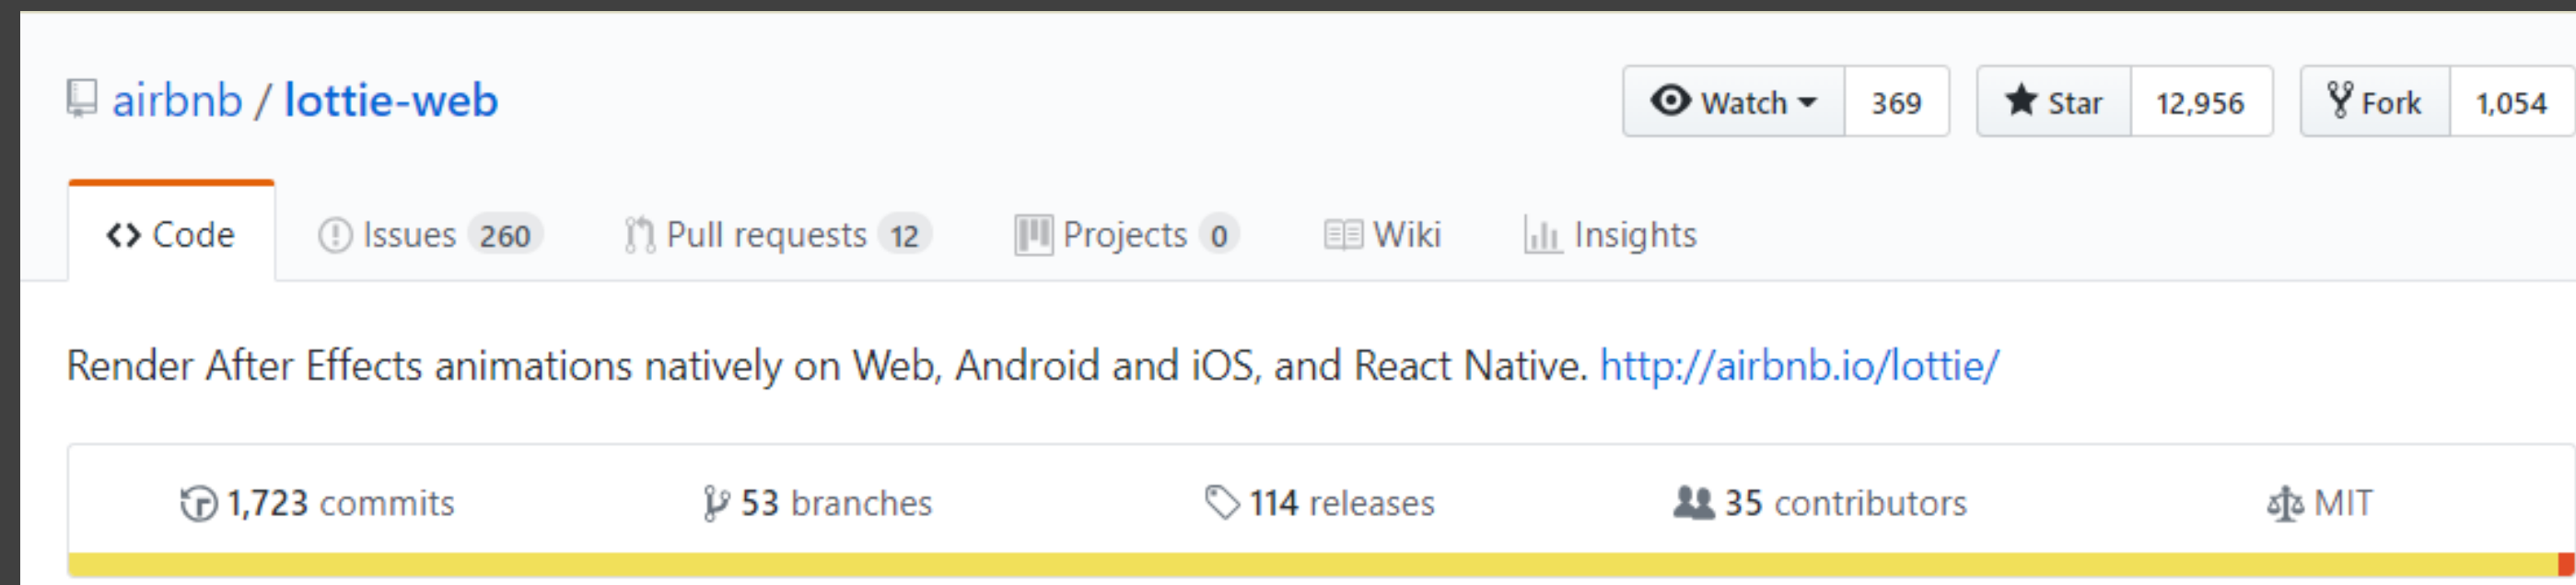 airbnb / lottie-web Watch 369 Star 12,956 Fork 1,054
Code Issues 260 Pull requests 12 Projects 0 Wiki Insights
Render After Effects animations natively on Web, Android and iOS, and React Native. http://airbnb.io/lottie/
1,723 commits 53 branches 114 releases 35 contributors MIT